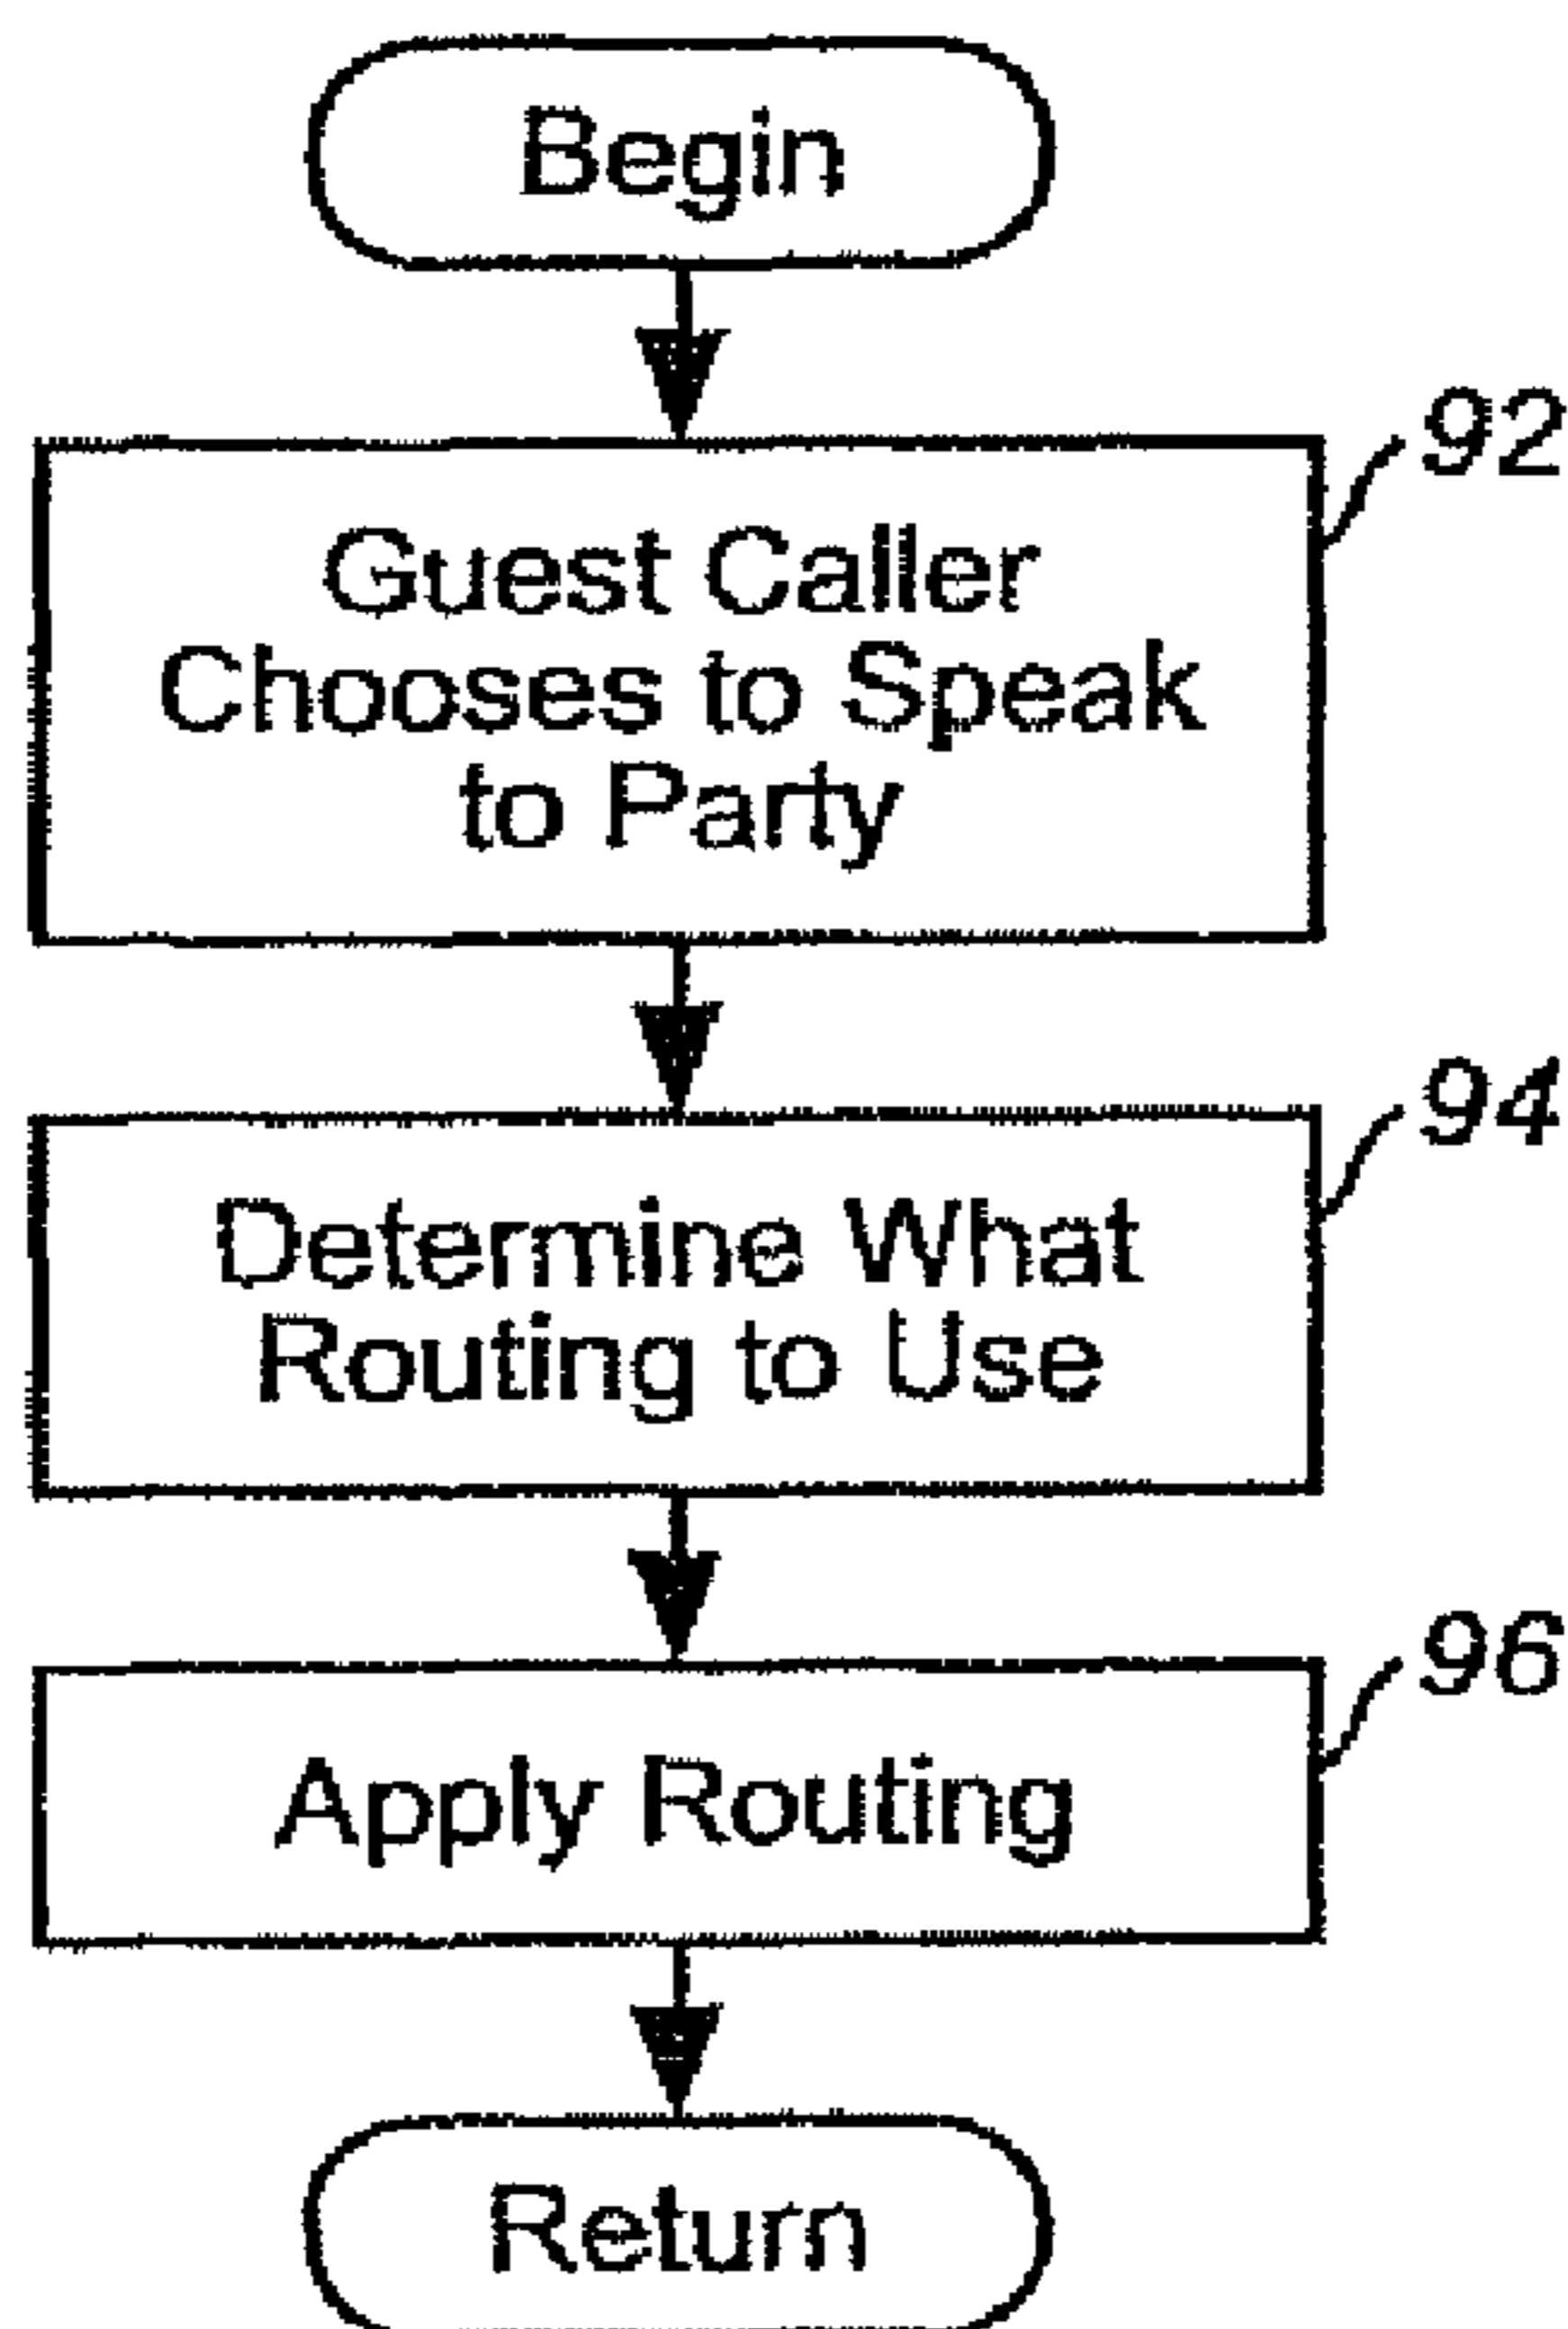 Begin
92
Guest Caller
Chooses to Speak
to Party
94
Determine What
Routing to Use
96
Apply Routing
Return